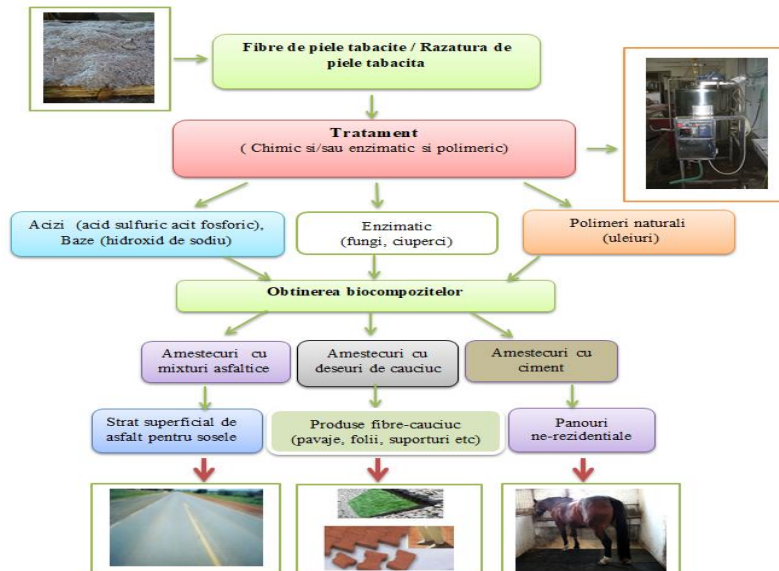 Fibre de piele tabacite / Razatura de
piele tabacita
Tratament
( Chimic si/sau enzimatic si polimeric)
Acizi (acid sulfuric acit fosforic),
Baze (hidroxid de sodiu)
Enzimatic
(fungi, ciuperci)
Polimeri naturali
(uleiuri)
Obtinerea biocompozitelor
Amestecuri cu
mixturi asfaltice
Amestecuri cu
deseuri de cauciuc
Amestecuri cu
ciment
Strat superficial de
asfalt pentru sosele
Produse fibre-cauciuc
(pavaje, folii, suporturi etc)
Panouri
ne-rezidentiale